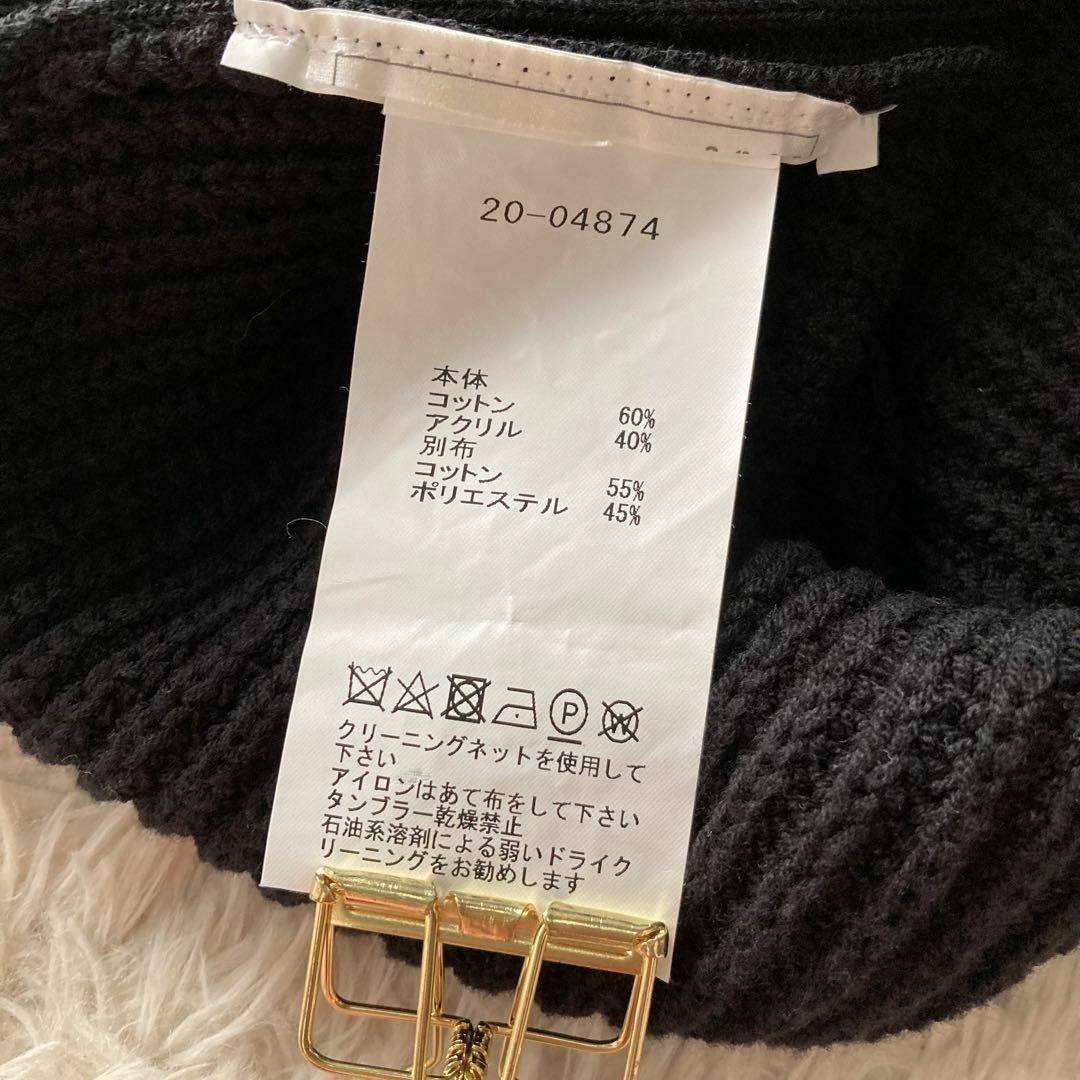 20-04874
本体
コットン 60%
アクリル 40%
別布
コットン 55%
ポリエステル 45%
P
W
クリーニングネットを使用して
下さい
アイロンはあて布をして下さい
タンブラー乾燥禁止
石油系溶剤による弱いドライク
リーニングをお勧めします